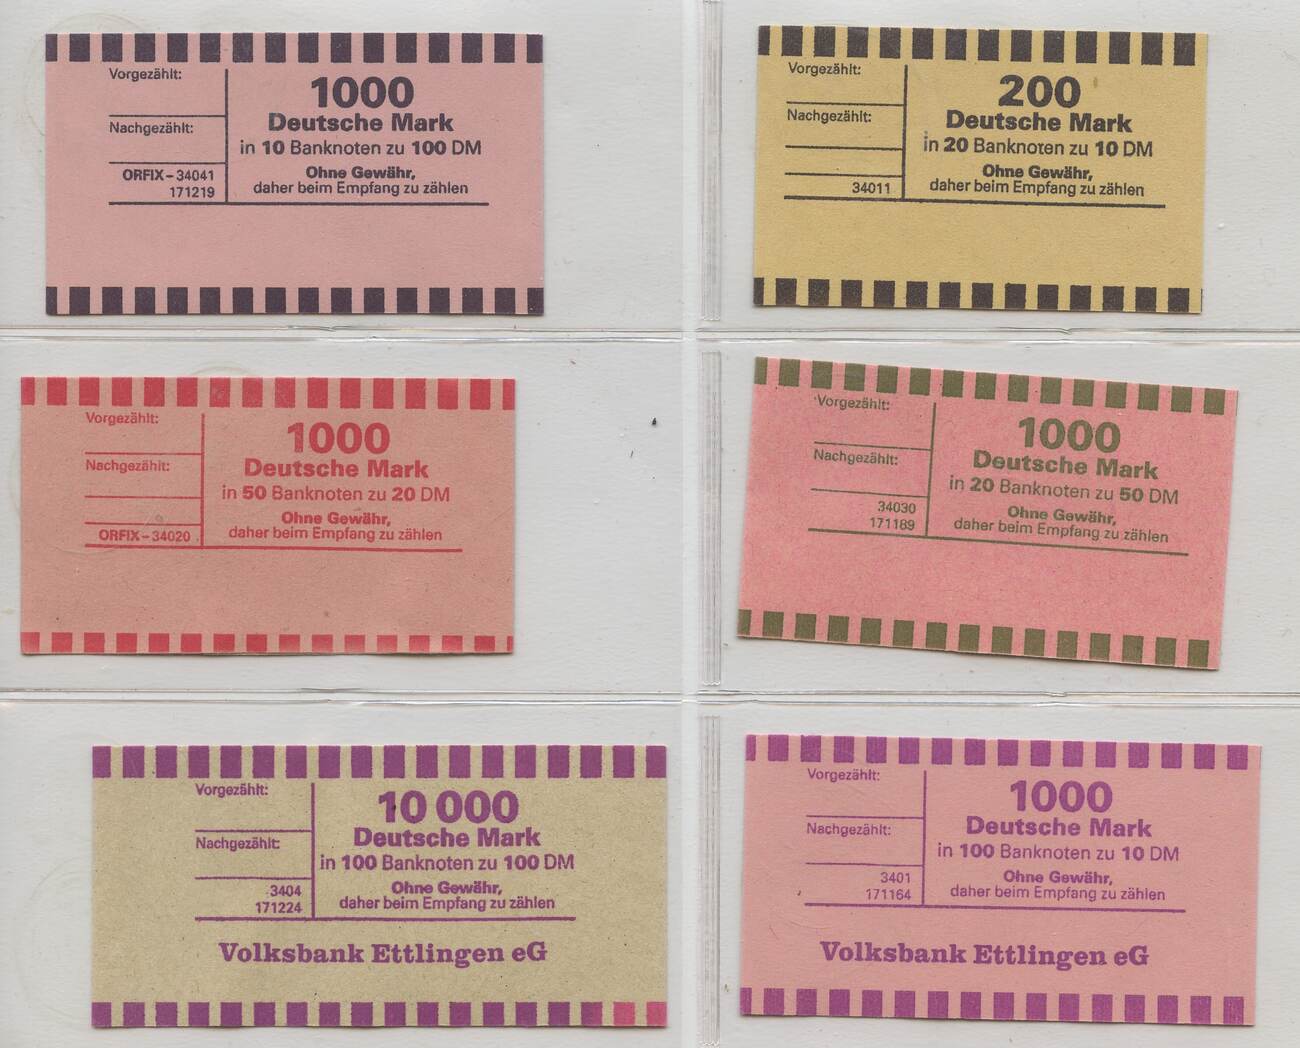 Vorgezählt:
1000
Deutsche Mark
Nachgezählt:
in 10 Banknoten zu 100 DM
ORFIX-34041
171219
Ohne Gewähr,
daher beim Empfang zu zählen
Vorgezählt:
200
Deutsche Mark
Nachgezählt:
in 20 Banknoten zu 10 DM
34011
Ohne Gewähr,
daher beim Empfang zu zählen
Vorgezählt:
1000
Deutsche Mark
Nachgezählt:
in 50 Banknoten zu 20 DM
ORFIX-34020
Ohne Gewähr,
daher beim Empfang zu zählen
Vorgezählt:
1000
Deutsche Mark
Nachgezählt:
in 20 Banknoten zu 50 DM
34030
171189
Ohne Gewähr,
daher beim Empfang zu zählen
Vorgezählt:
10 000
Deutsche Mark
Nachgezählt:
in 100 Banknoten zu 100 DM
3404
171224
Ohne Gewähr,
daher beim Empfang zu zählen
Volksbank Ettlingen eG
Vorgezählt:
1000
Deutsche Mark
Nachgezählt:
in 100 Banknoten zu 10 DM
3401
171164
Ohne Gewähr,
daher beim Empfang zu zählen
Volksbank Ettlingen eG